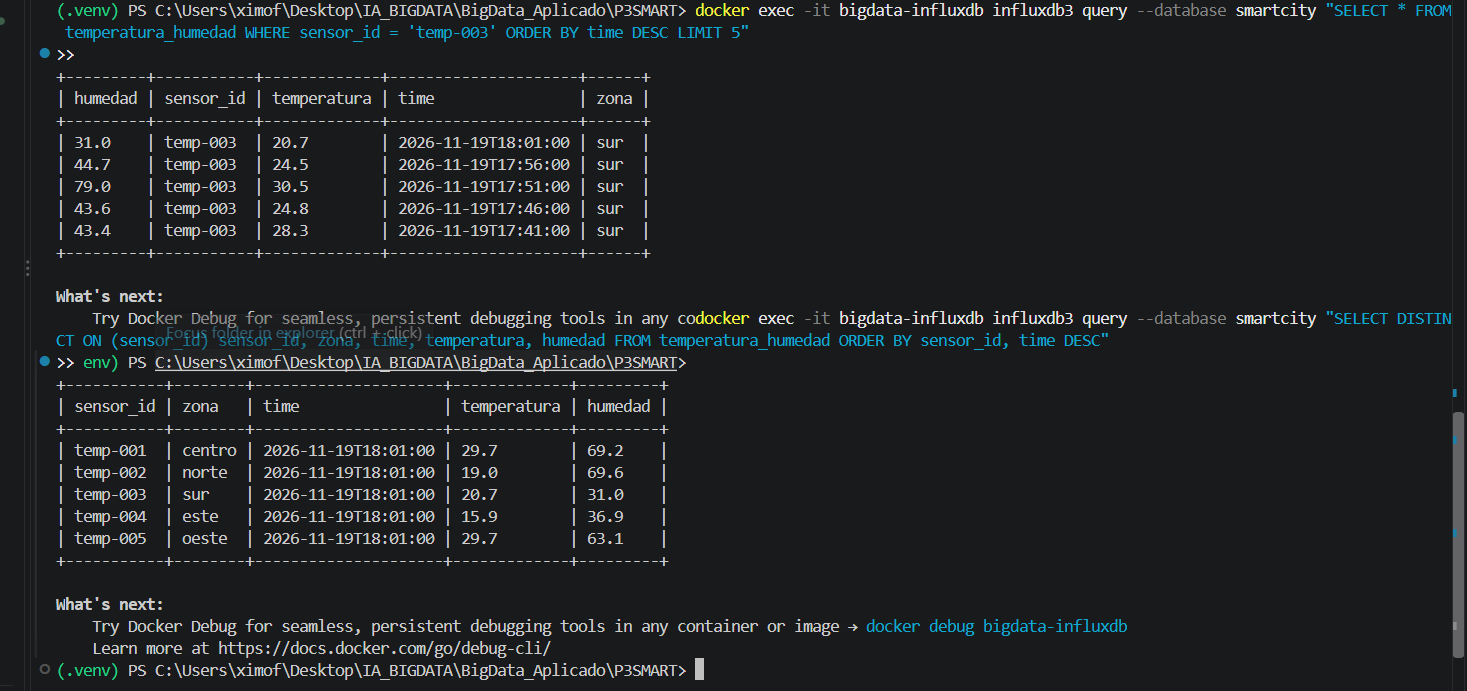 (.venv) PS C:\Users\ximof\Desktop\IA_BIGDATA\BigData_Aplicado\P3SMART> docker exec -it bigdata-influxdb influxdb3 query --database smartcity "SELECT * FROM
temperatura_humedad WHERE sensor_id = 'temp-003' ORDER BY time DESC LIMIT 5"
>>
+---------+-----------+-------------+---------------------+------+
| humedad | sensor_id | temperatura | time                | zona |
+---------+-----------+-------------+---------------------+------+
| 31.0    | temp-003  | 20.7        | 2026-11-19T18:01:00 | sur  |
| 44.7    | temp-003  | 24.5        | 2026-11-19T17:56:00 | sur  |
| 79.0    | temp-003  | 30.5        | 2026-11-19T17:51:00 | sur  |
| 43.6    | temp-003  | 24.8        | 2026-11-19T17:46:00 | sur  |
| 43.4    | temp-003  | 28.3        | 2026-11-19T17:41:00 | sur  |
+---------+-----------+-------------+---------------------+------+
What's next:
Try Docker Debug for seamless, persistent debugging tools in any codocker exec -it bigdata-influxdb influxdb3 query --database smartcity "SELECT DISTIN
Focus folder in explorer (ctrl + click)
CT ON (sensor_id) sensor_id, zona, time, temperatura, humedad FROM temperatura_humedad ORDER BY sensor_id, time DESC"
>> env) PS C:\Users\ximof\Desktop\IA_BIGDATA\BigData_Aplicado\P3SMART>
+-----------+--------+---------------------+-------------+---------+
| sensor_id | zona   | time                | temperatura | humedad |
+-----------+--------+---------------------+-------------+---------+
| temp-001  | centro | 2026-11-19T18:01:00 | 29.7        | 69.2    |
| temp-002  | norte  | 2026-11-19T18:01:00 | 19.0        | 69.6    |
| temp-003  | sur    | 2026-11-19T18:01:00 | 20.7        | 31.0    |
| temp-004  | este   | 2026-11-19T18:01:00 | 15.9        | 36.9    |
| temp-005  | oeste  | 2026-11-19T18:01:00 | 29.7        | 63.1    |
+-----------+--------+---------------------+-------------+---------+
What's next:
Try Docker Debug for seamless, persistent debugging tools in any container or image → docker debug bigdata-influxdb
Learn more at https://docs.docker.com/go/debug-cli/
(.venv) PS C:\Users\ximof\Desktop\IA_BIGDATA\BigData_Aplicado\P3SMART>